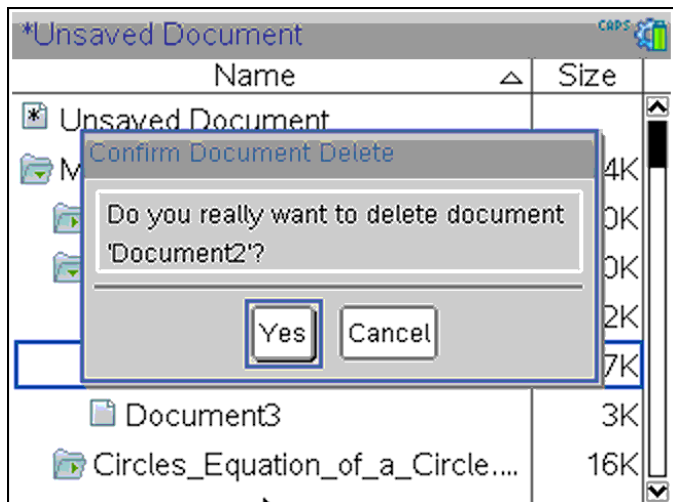 *Unsaved Document CAPS
Name Size
Unsaved Document
Confirm Document Delete
M 4K
Do you really want to delete document 0K
'Document2'? 0K
2K
Yes Cancel
7K
Document3 3K
Circles_Equation_of_a_Circle.... 16K